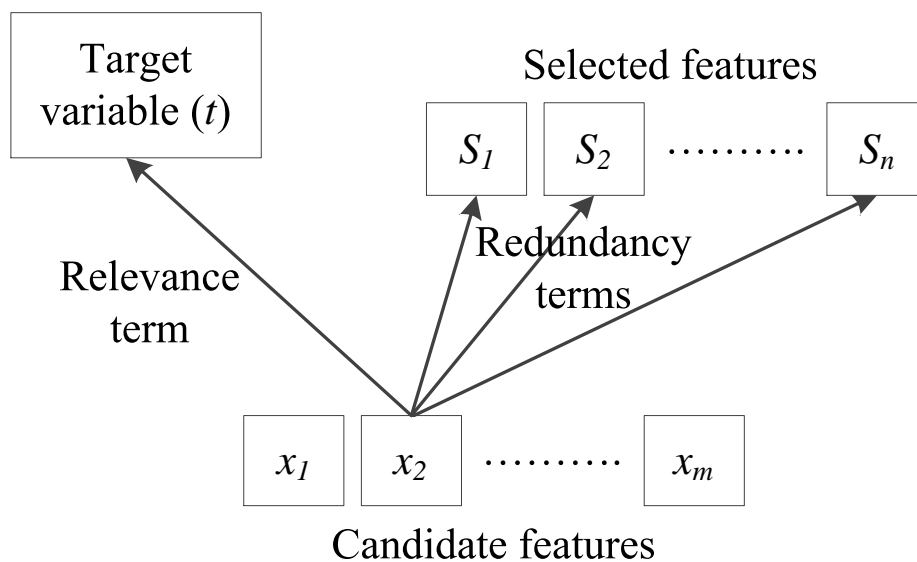 Target
variable (t)
Selected features
S1 S2 .......... Sn
Redundancy
terms
Relevance
term
x1 x2 .......... xm
Candidate features